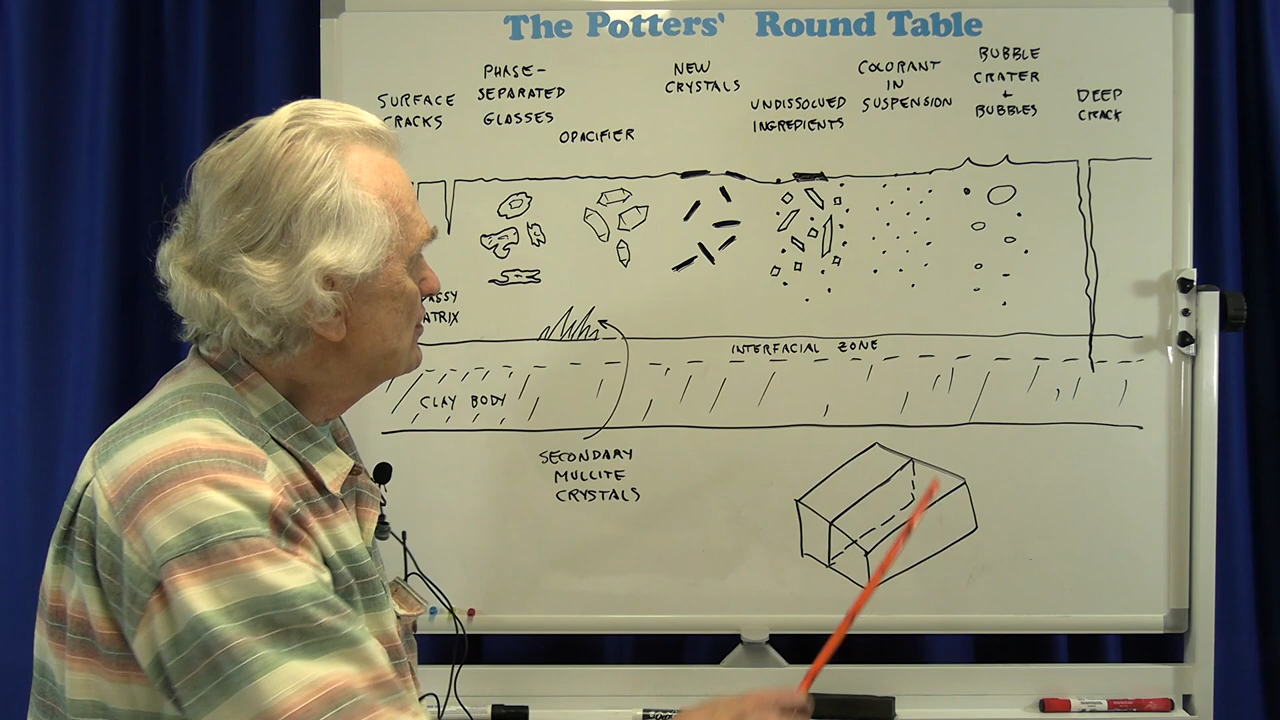 The Potters' Round Table
SURFACE
CRACKS
PHASE-
SEPARATED
GLASSES
OPACIFIER
NEW
CRYSTALS
UNDISSOLVED
INGREDIENTS
COLORANT
IN
SUSPENSION
BUBBLE
CRATER
+
BUBBLES
DEEP
CRACK
INTERFACIAL ZONE
CLAY BODY
SECONDARY
MULLITE
CRYSTALS